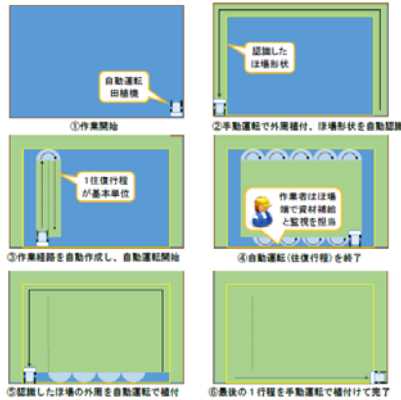 自動運転
田植機
①作業開始
認識した
ほ場形状
②手動運転で外周植付、ほ場形状を自動認識
1往復行程
が基本単位
③作業経路を自動作成し、自動運転開始
作業者はほ場
端で資材補給
と監視を担当
④自動運転(往復行程)を終了
⑤認識したほ場の外周を自動運転で植付
⑥最後の1行程を手動運転で植付けて完了